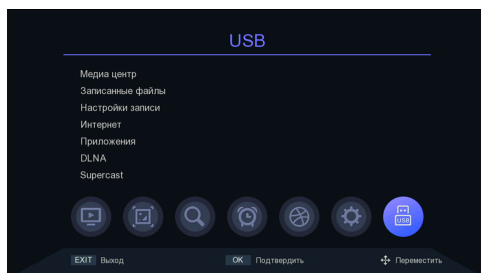 USB
Медиа центр
Записанные файлы
Настройки записи
Интернет
Приложения
DLNA
Supercast
USB
EXIT Выход OK Подтвердить Переместить